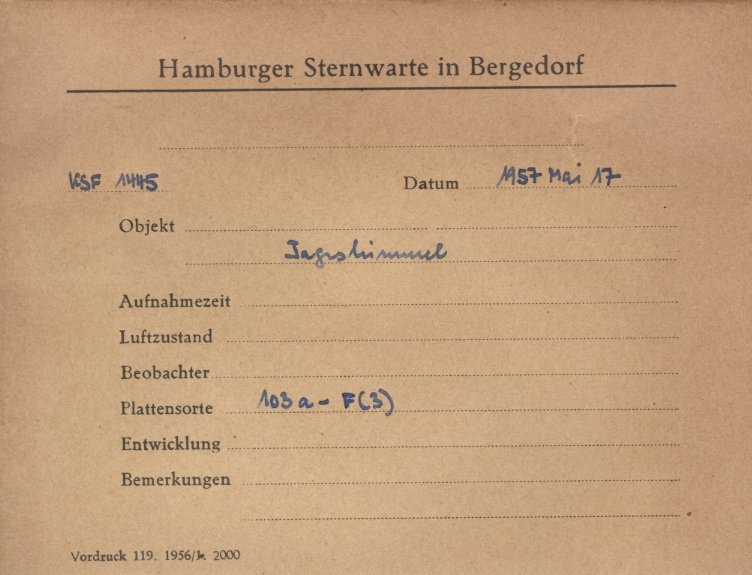 Hamburger Sternwarte in Bergedorf
KSF 1445 Datum 1957 Mai 17
Objekt
Tageshimmel
Aufnahmezeit
Luftzustand
Beobachter
Plattensorte 103a - F(3)
Entwicklung
Bemerkungen
Vordruck 119. 1956/1. 2000